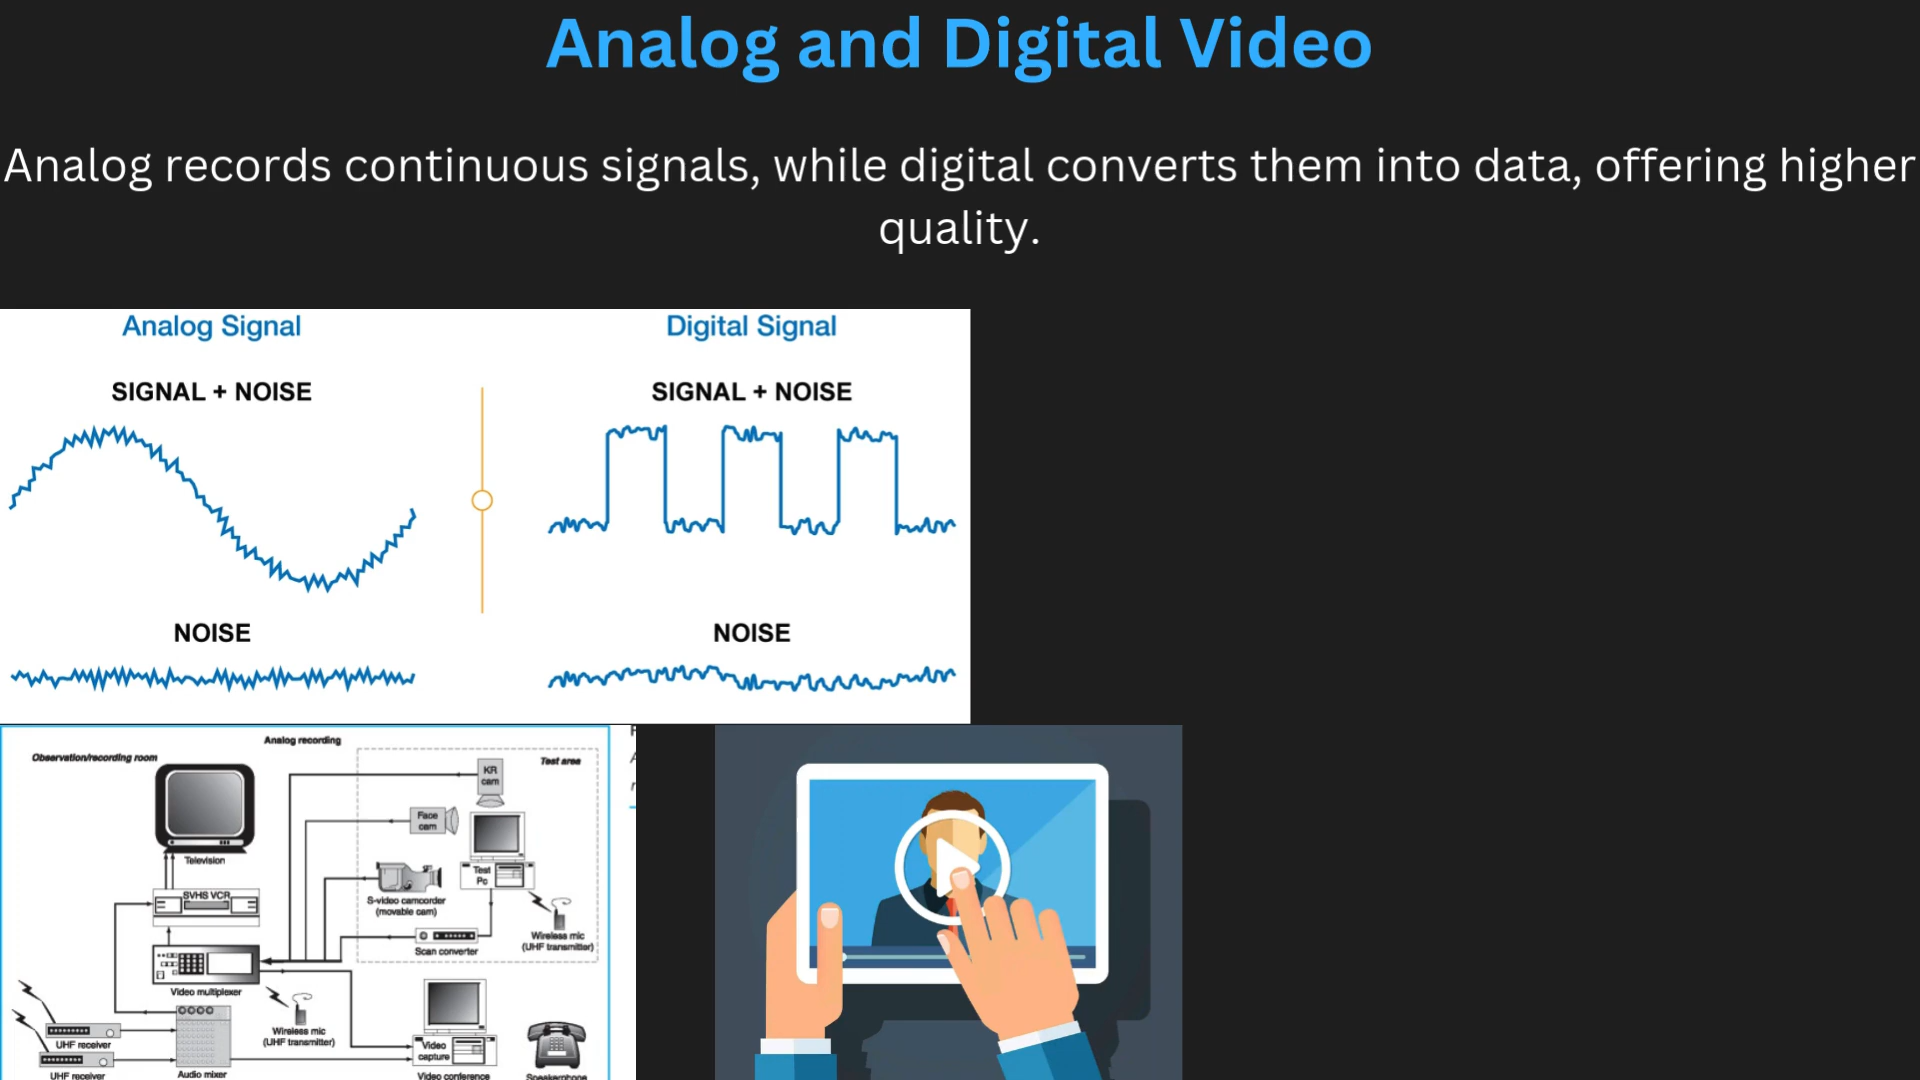 Analog and Digital Video
Analog records continuous signals, while digital converts them into data, offering higher
quality.
Analog Signal
Digital Signal
SIGNAL + NOISE
SIGNAL + NOISE
NOISE
NOISE
Analog recording
Observation/recording room
Test area
KR
cam
Face
cam
Television
Test
Pc
SVHS VCR
S-video camcorder
(movable cam)
Wireless mic
(UHF transmitter)
Scan converter
Video multiplexer
Wireless mic
(UHF transmitter)
UHF receiver
Video
capture
UHF receiver
Audio mixer
Video conference
Speakerphone